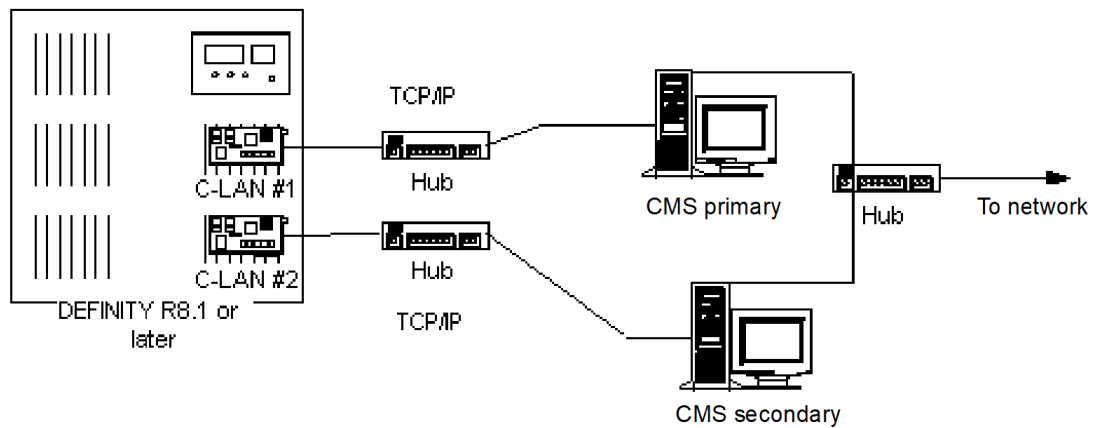 TCP/IP
Hub
C-LAN #1
CMS primary
Hub
To network
Hub
C-LAN #2
DEFINITY R8.1 or
later
TCP/IP
CMS secondary